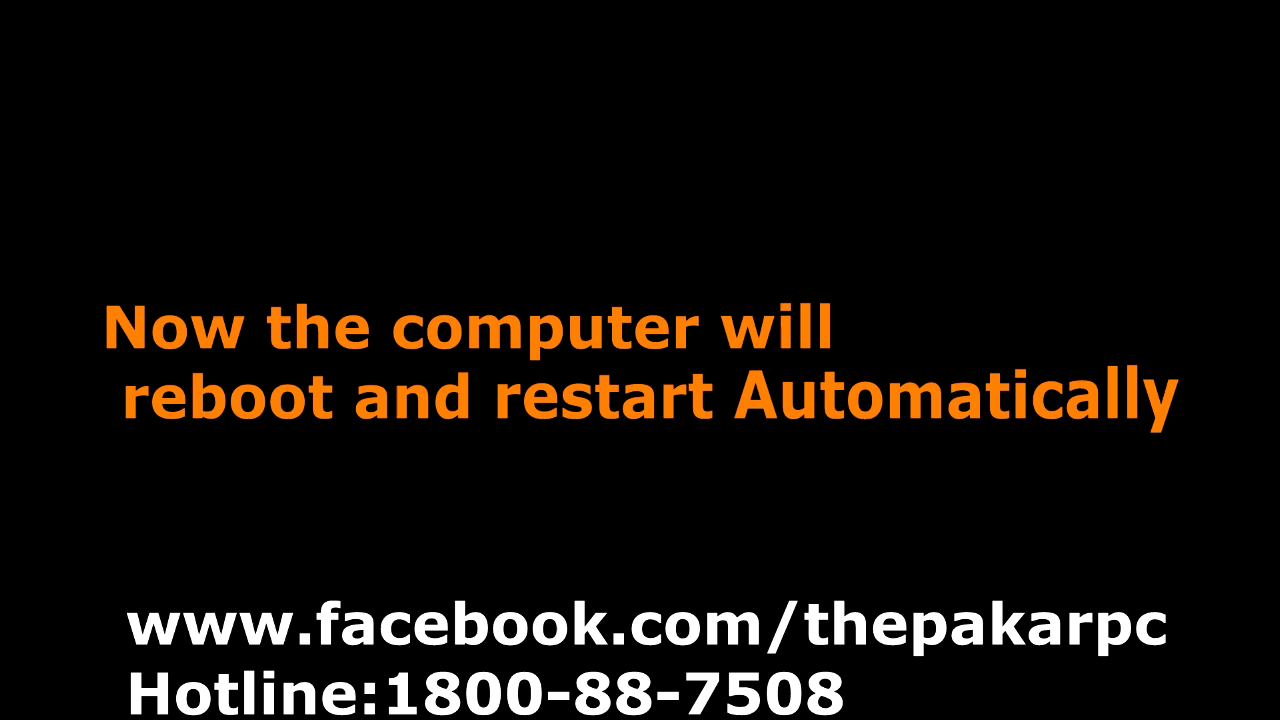 Now the computer will
reboot and restart Automatically
www.facebook.com/thepakarpc
Hotline:1800-88-7508